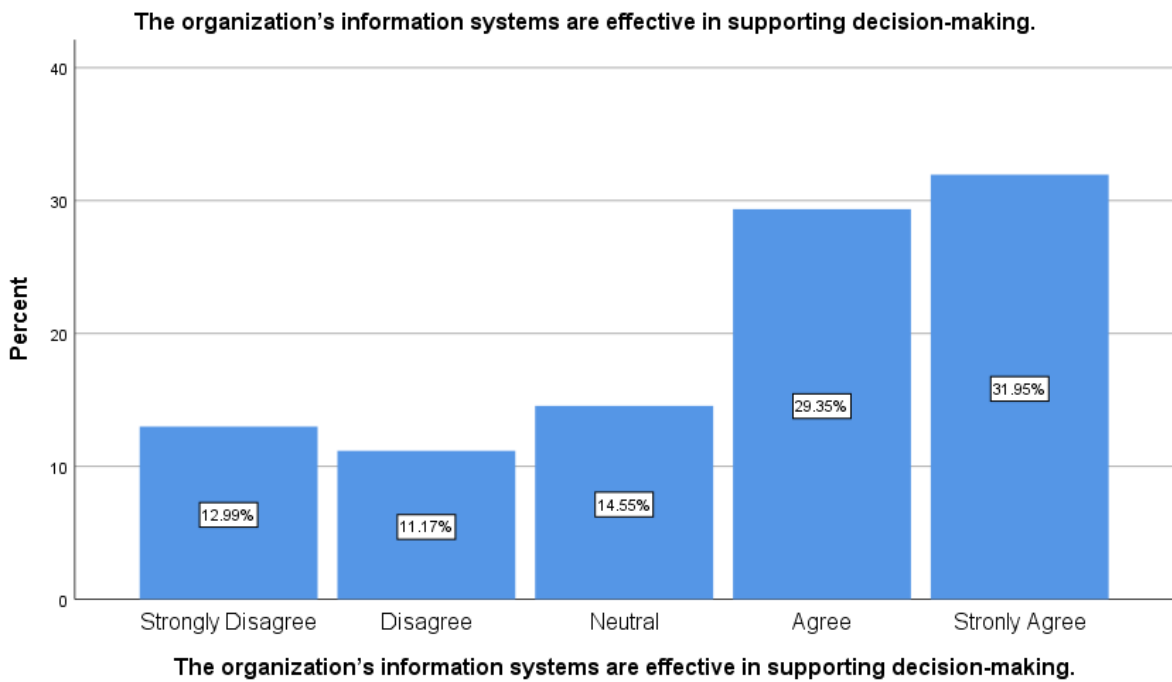 The organization’s information systems are effective in supporting decision-making.
40
30
20
10
0
Percent
12.99%
11.17%
14.55%
29.35%
31.95%
Strongly Disagree
Disagree
Neutral
Agree
Stronly Agree
The organization’s information systems are effective in supporting decision-making.